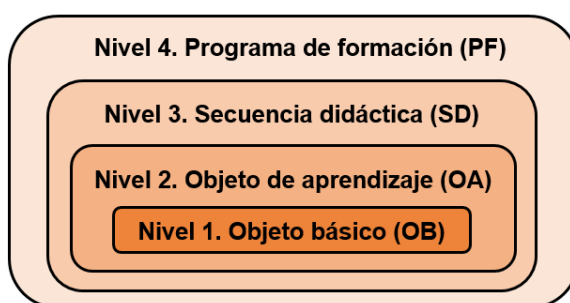 Nivel 4. Programa de formación (PF)
Nivel 3. Secuencia didáctica (SD)
Nivel 2. Objeto de aprendizaje (OA)
Nivel 1. Objeto básico (OB)